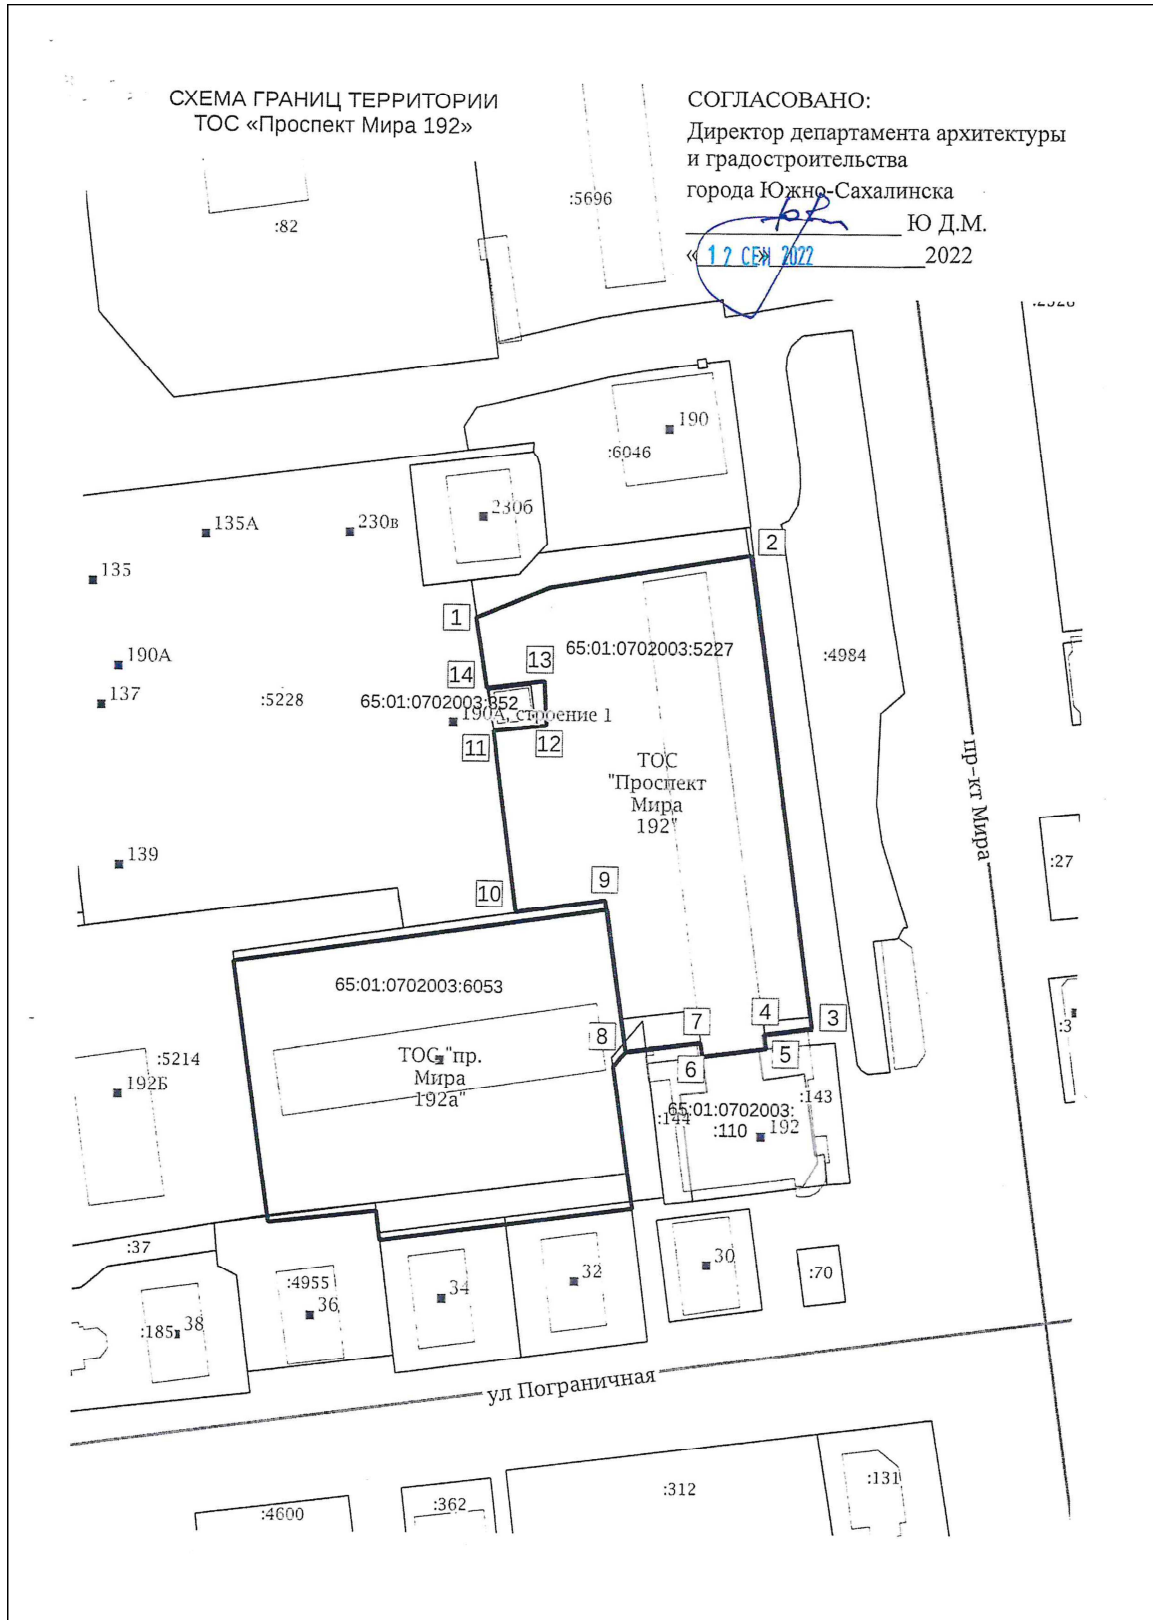 СХЕМА ГРАНИЦ ТЕРРИТОРИИ
ТОС «Проспект Мира 192»
СОГЛАСОВАНО:
Директор департамента архитектуры
и градостроительства
города Южно-Сахалинска
Ю Д.М.
« 12 СЕН 2022 » 2022
:5696
:82
190
:6046
230б
135А
230в
135
2
1
65:01:0702003:5227
190А
13
:4984
14
137
:5228
65:01:0702003:352
190А, строение 1
11
12
ТОС
"Проспект
Мира
192"
пр-кт Мира
139
:27
9
10
65:01:0702003:6053
4
3
7
8
:3
:5214
ТОС "пр.
Мира
192а"
5
6
192Б
:143
65:01:0702003:
:144
:110
192
:37
30
:70
32
:4955
34
36
:185
38
ул Пограничная
:131
:312
:362
:4600